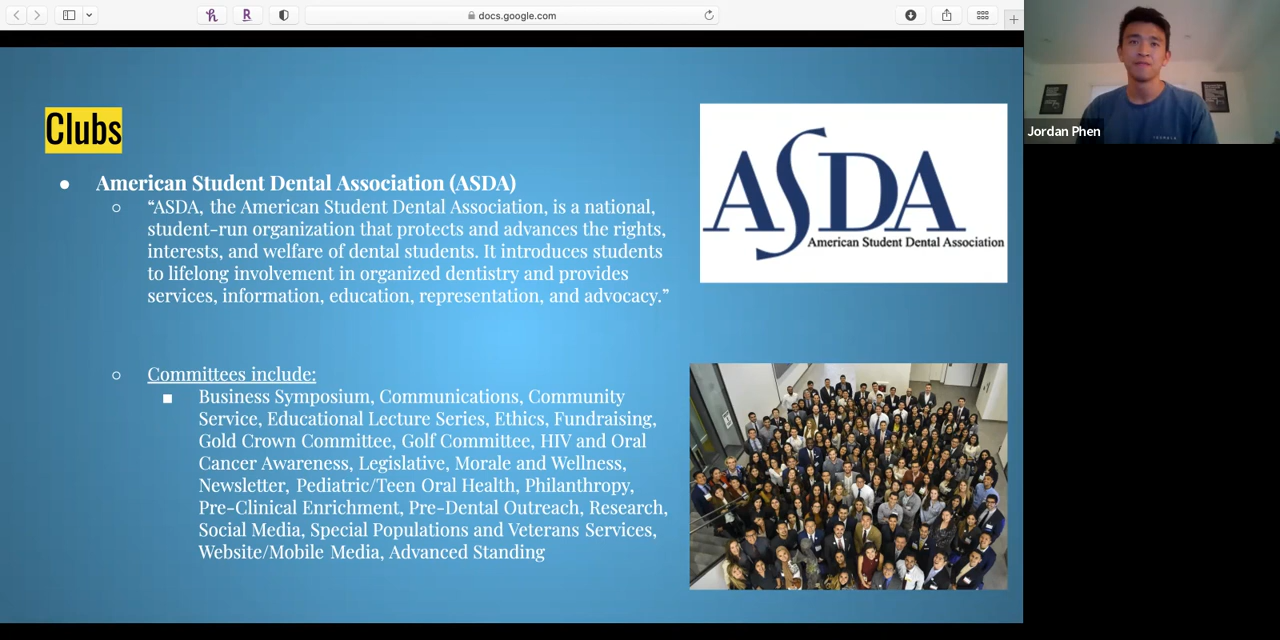 docs.google.com
Clubs
American Student Dental Association (ASDA)
“ASDA, the American Student Dental Association, is a national,
student-run organization that protects and advances the rights,
interests, and welfare of dental students. It introduces students
to lifelong involvement in organized dentistry and provides
services, information, education, representation, and advocacy.”
Committees include:
Business Symposium, Communications, Community
Service, Educational Lecture Series, Ethics, Fundraising,
Gold Crown Committee, Golf Committee, HIV and Oral
Cancer Awareness, Legislative, Morale and Wellness,
Newsletter, Pediatric/Teen Oral Health, Philanthropy,
Pre-Clinical Enrichment, Pre-Dental Outreach, Research,
Social Media, Special Populations and Veterans Services,
Website/Mobile Media, Advanced Standing
ASDA
American Student Dental Association
Jordan Phen